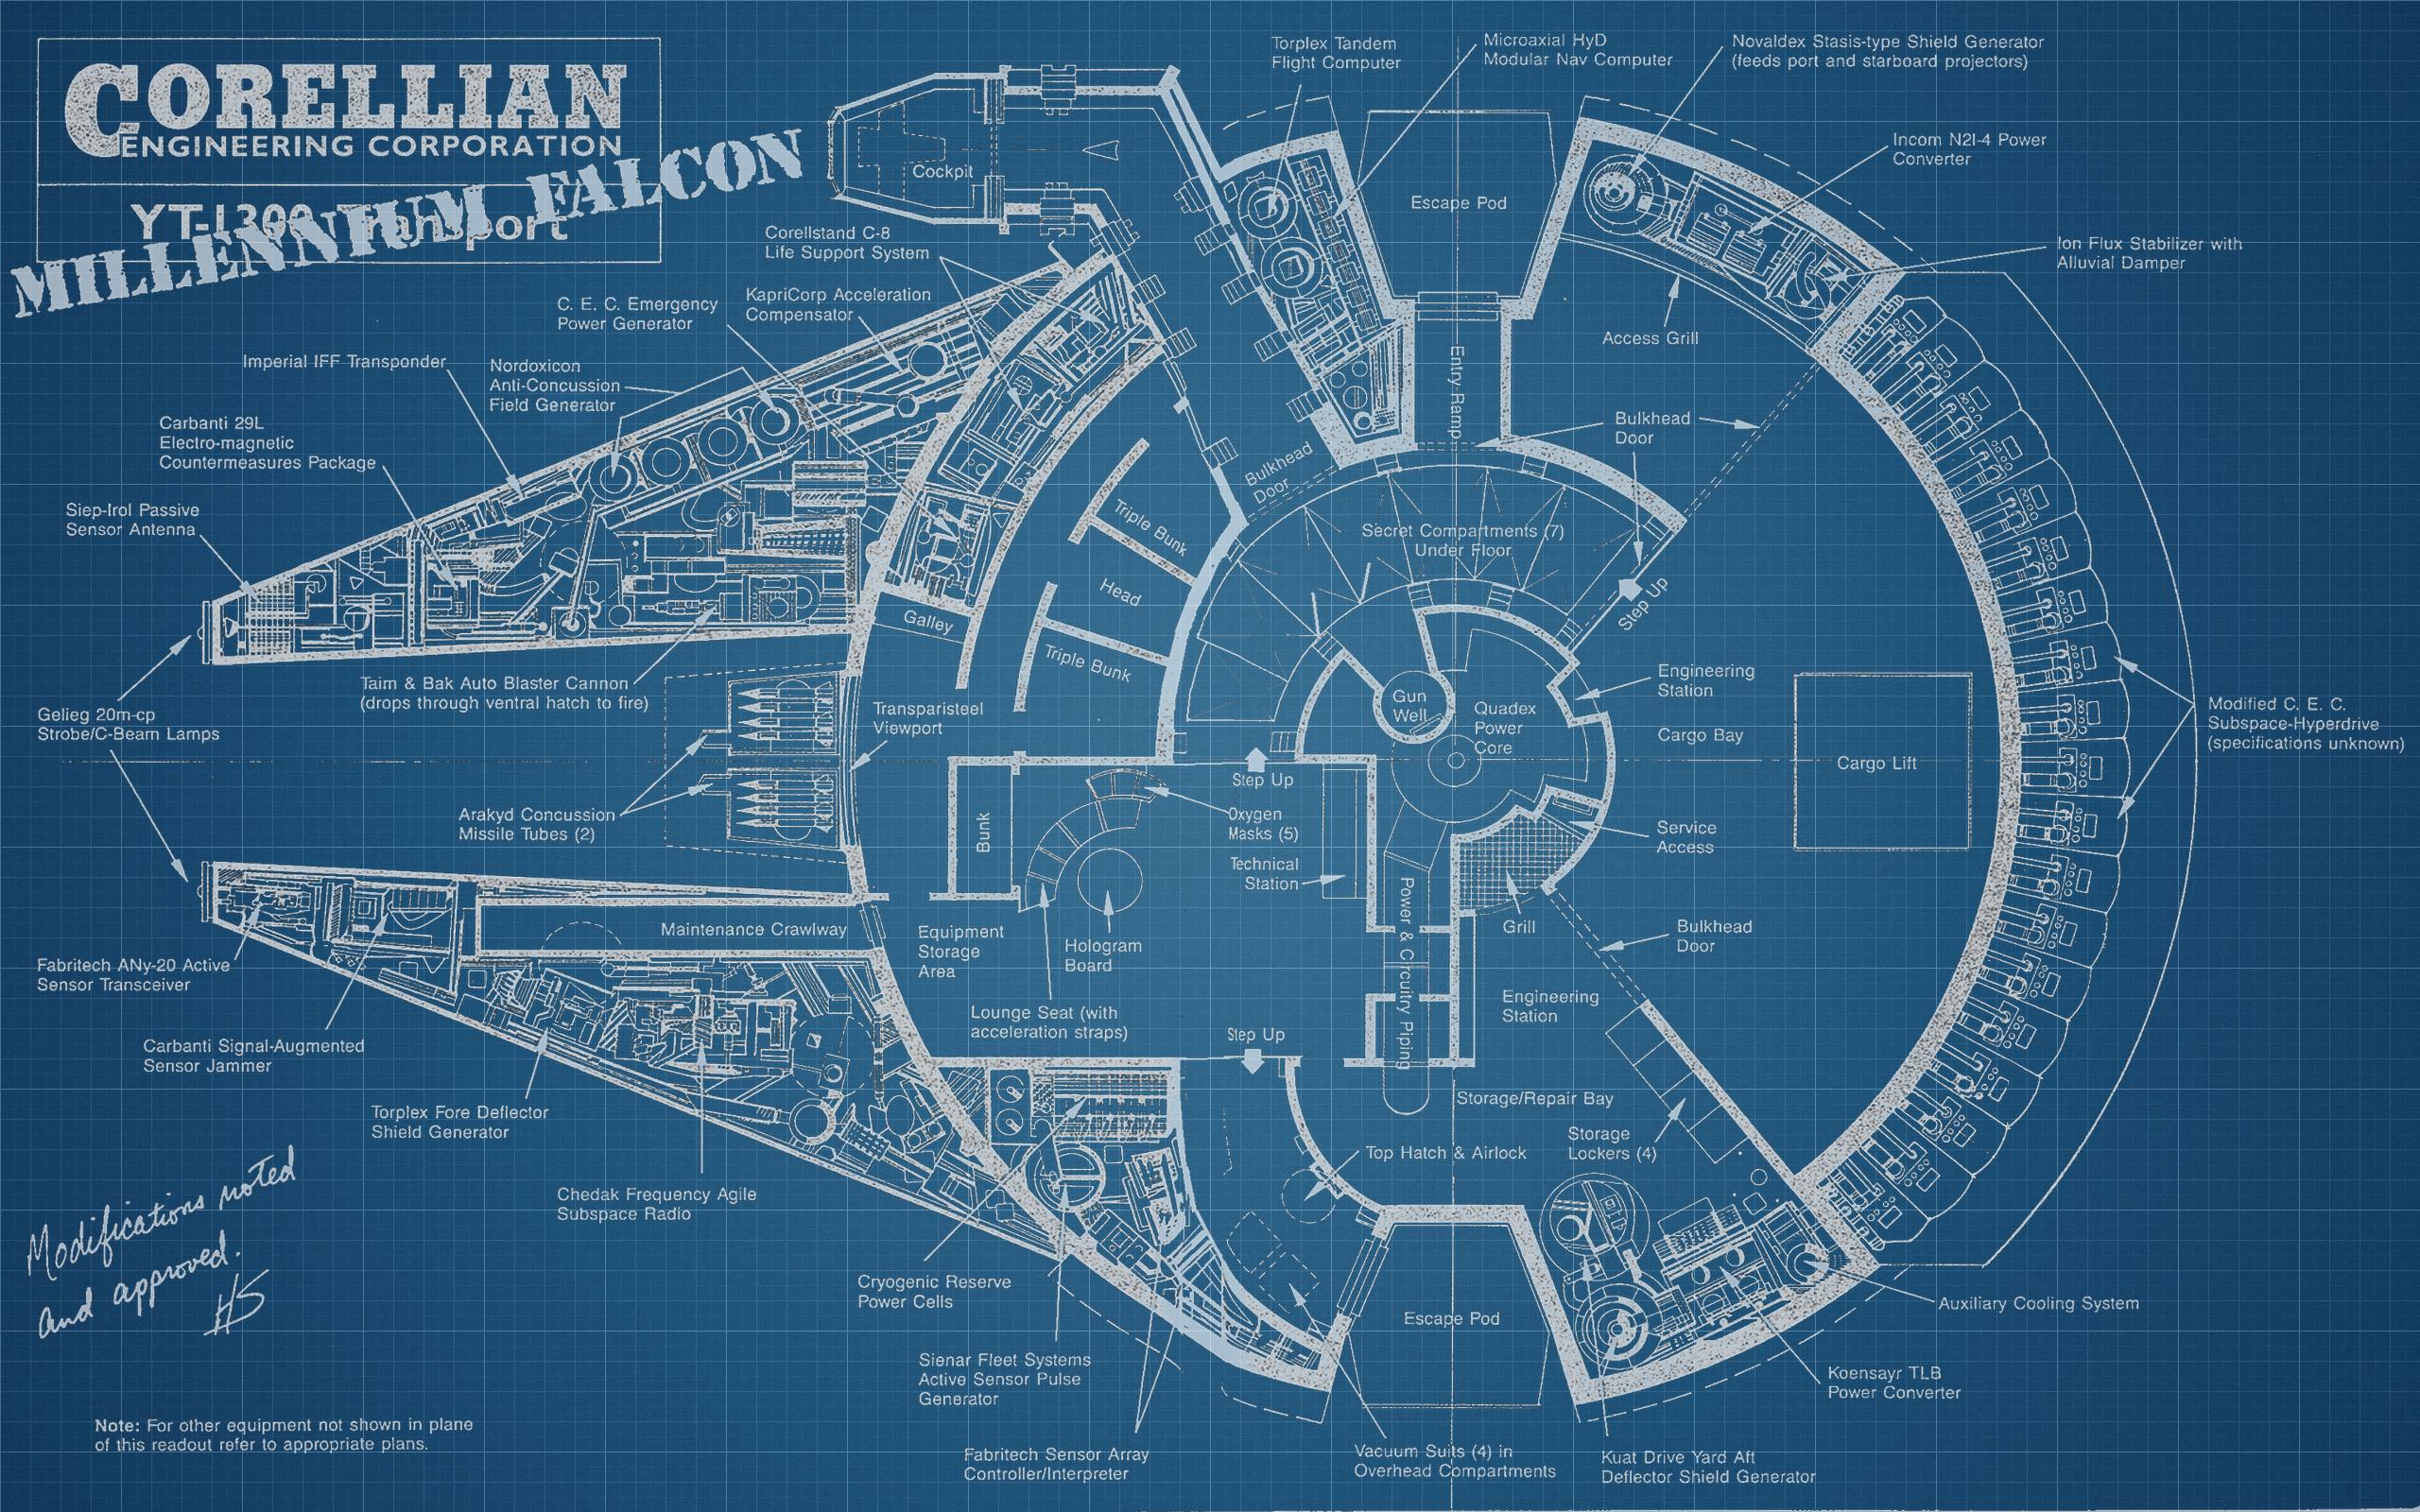 CORELLIAN
ENGINEERING CORPORATION
YT-1300 Transport
MILLENNIUM FALCON
Torplex Tandem
Flight Computer
Microaxial HyD
Modular Nav Computer
Novaldex Stasis-type Shield Generator
(feeds port and starboard projectors)
Incom N2I-4 Power
Converter
Ion Flux Stabilizer with
Alluvial Damper
Cockpit
Escape Pod
Corellstand C-8
Life Support System
C. E. C. Emergency
Power Generator
KapriCorp Acceleration
Compensator
Access Grill
Imperial IFF Transponder
Nordoxicon
Anti-Concussion
Field Generator
Entry Ramp
Carbanti 29L
Electro-magnetic
Countermeasures Package
Bulkhead
Door
Bulkhead
Door
Siep-Irol Passive
Sensor Antenna
Triple Bunk
Secret Compartments (7)
Under Floor
Head
Step Up
Galley
Triple Bunk
Taim & Bak Auto Blaster Cannon
(drops through ventral hatch to fire)
Engineering
Station
Gelieg 20m-cp
Strobe/C-Beam Lamps
Transparisteel
Viewport
Gun
Well
Quadex
Power
Core
Cargo Bay
Cargo Lift
Modified C. E. C.
Subspace-Hyperdrive
(specifications unknown)
Step Up
Arakyd Concussion
Missile Tubes (2)
Bunk
Oxygen
Masks (5)
Technical
Station
Service
Access
Maintenance Crawlway
Equipment
Storage
Area
Hologram
Board
Power & Circuitry Piping
Grill
Bulkhead
Door
Fabritech ANy-20 Active
Sensor Transceiver
Lounge Seat (with
acceleration straps)
Engineering
Station
Carbanti Signal-Augmented
Sensor Jammer
Step Up
Torplex Fore Deflector
Shield Generator
Storage/Repair Bay
Top Hatch & Airlock
Storage
Lockers (4)
Chedak Frequency Agile
Subspace Radio
Modifications noted
and approved.
HS
Cryogenic Reserve
Power Cells
Escape Pod
Auxiliary Cooling System
Sienar Fleet Systems
Active Sensor Pulse
Generator
Koensayr TLB
Power Converter
Note: For other equipment not shown in plane
of this readout refer to appropriate plans.
Fabritech Sensor Array
Controller/Interpreter
Vacuum Suits (4) in
Overhead Compartments
Kuat Drive Yard Aft
Deflector Shield Generator